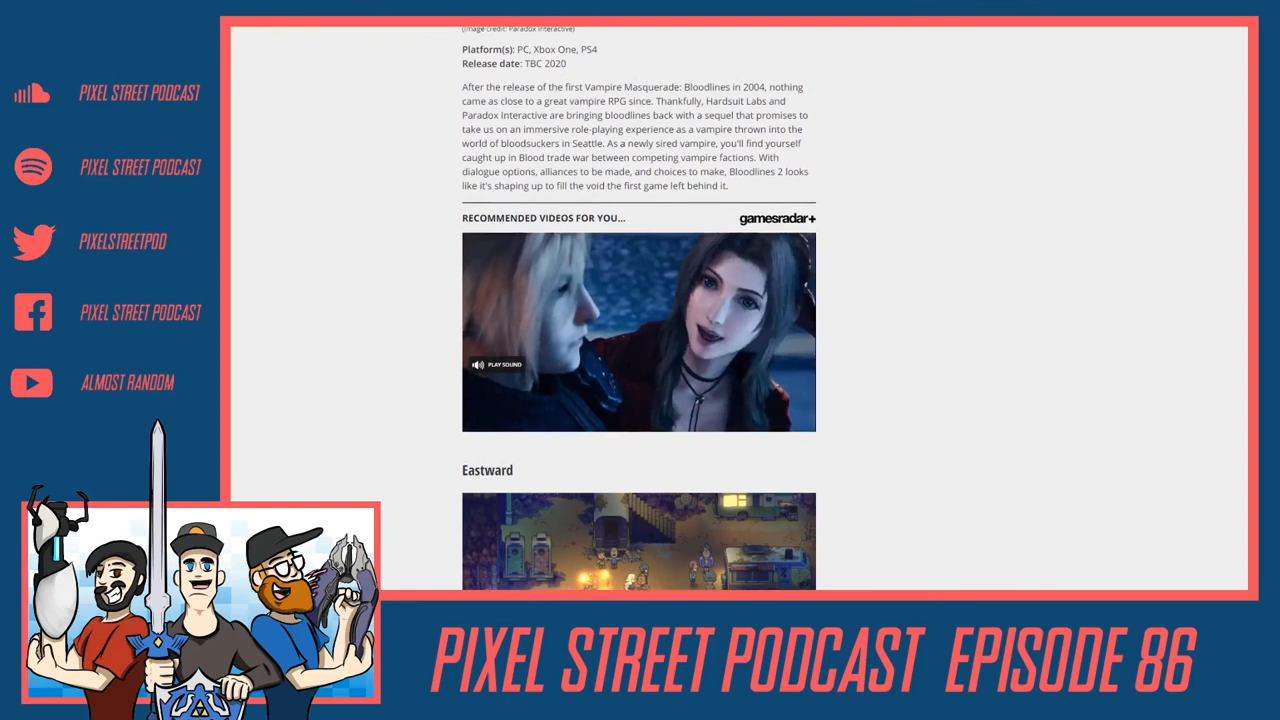 PIXEL STREET PODCAST
PIXEL STREET PODCAST
PIXELSTREETPOD
PIXEL STREET PODCAST
ALMOST RANDOM
(Image credit: Paradox Interactive)
Platform(s): PC, Xbox One, PS4
Release date: TBC 2020
After the release of the first Vampire Masquerade: Bloodlines in 2004, nothing
came as close to a great vampire RPG since. Thankfully, Hardsuit Labs and
Paradox Interactive are bringing bloodlines back with a sequel that promises to
take us on an immersive role-playing experience as a vampire thrown into the
world of bloodsuckers in Seattle. As a newly sired vampire, you'll find yourself
caught up in Blood trade war between competing vampire factions. With
dialogue options, alliances to be made, and choices to make, Bloodlines 2 looks
like it's shaping up to fill the void the first game left behind it.
RECOMMENDED VIDEOS FOR YOU... gamesradar+
PLAY SOUND
Eastward
PIXEL STREET PODCAST EPISODE 86